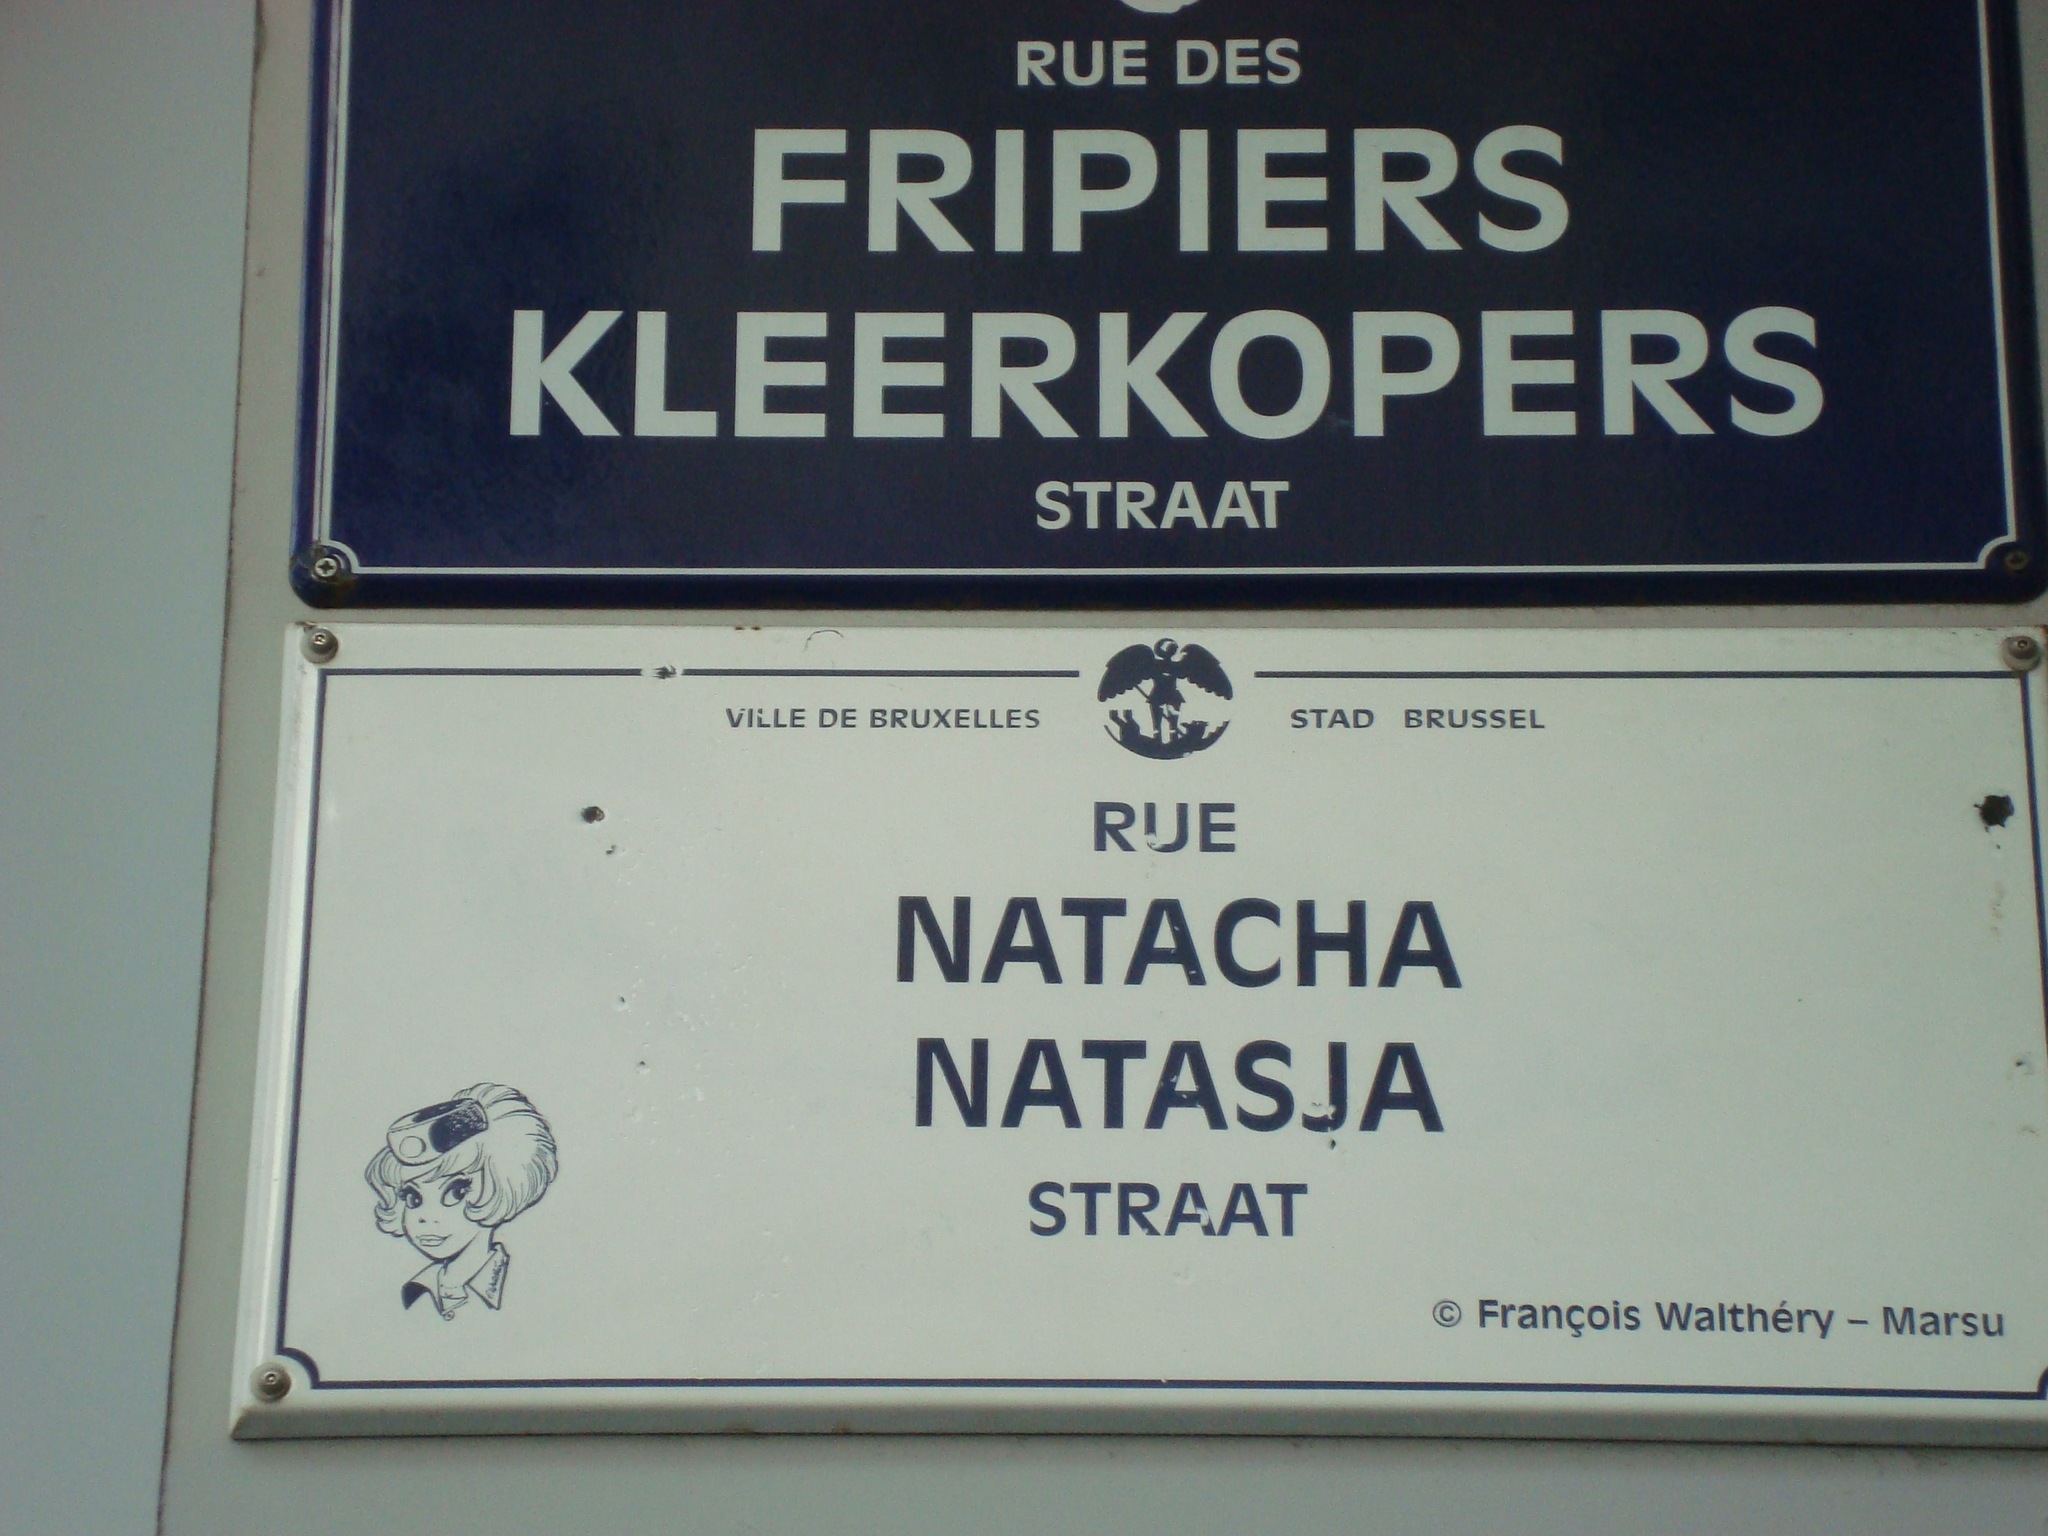 RUE DES
FRIPIERS
KLEERKOPERS
STRAAT
VILLE DE BRUXELLES STAD BRUSSEL
RUE
NATACHA
NATASJA
STRAAT
© François Walthéry – Marsu